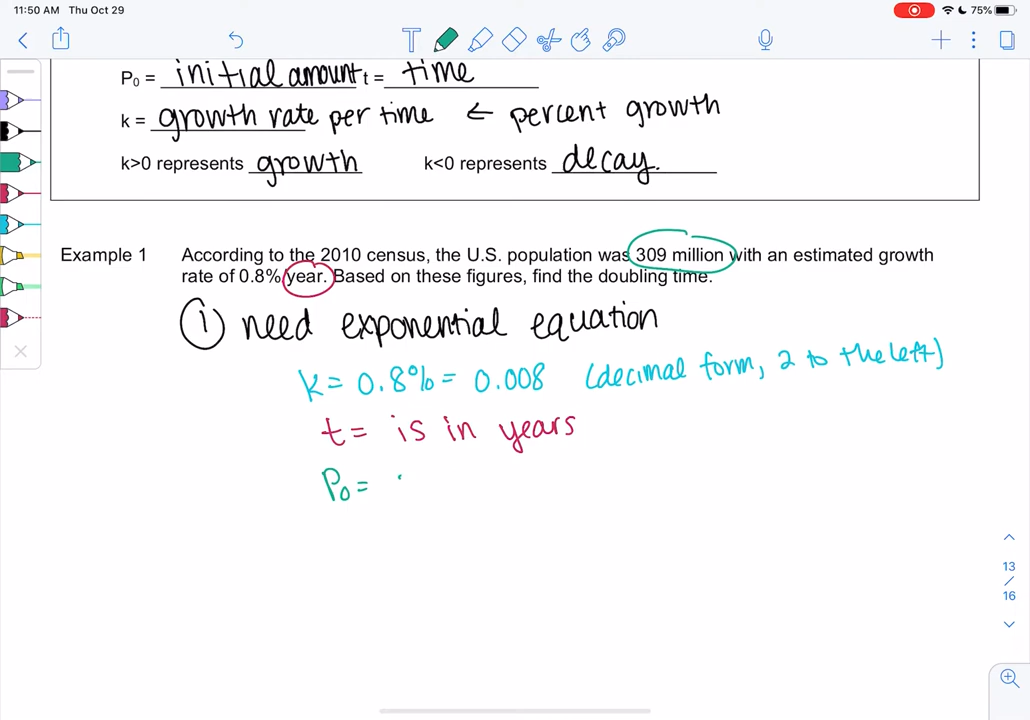 11:50 AM Thu Oct 29
75%
P₀ = initial amount t = time
k = growth rate per time ← percent growth
k>0 represents growth k<0 represents decay.
Example 1 According to the 2010 census, the U.S. population was 309 million with an estimated growth
rate of 0.8% year. Based on these figures, find the doubling time.
① need exponential equation
k = 0.8% = 0.008 (decimal form, 2 to the left)
t = is in years
P₀ =
13
/
16